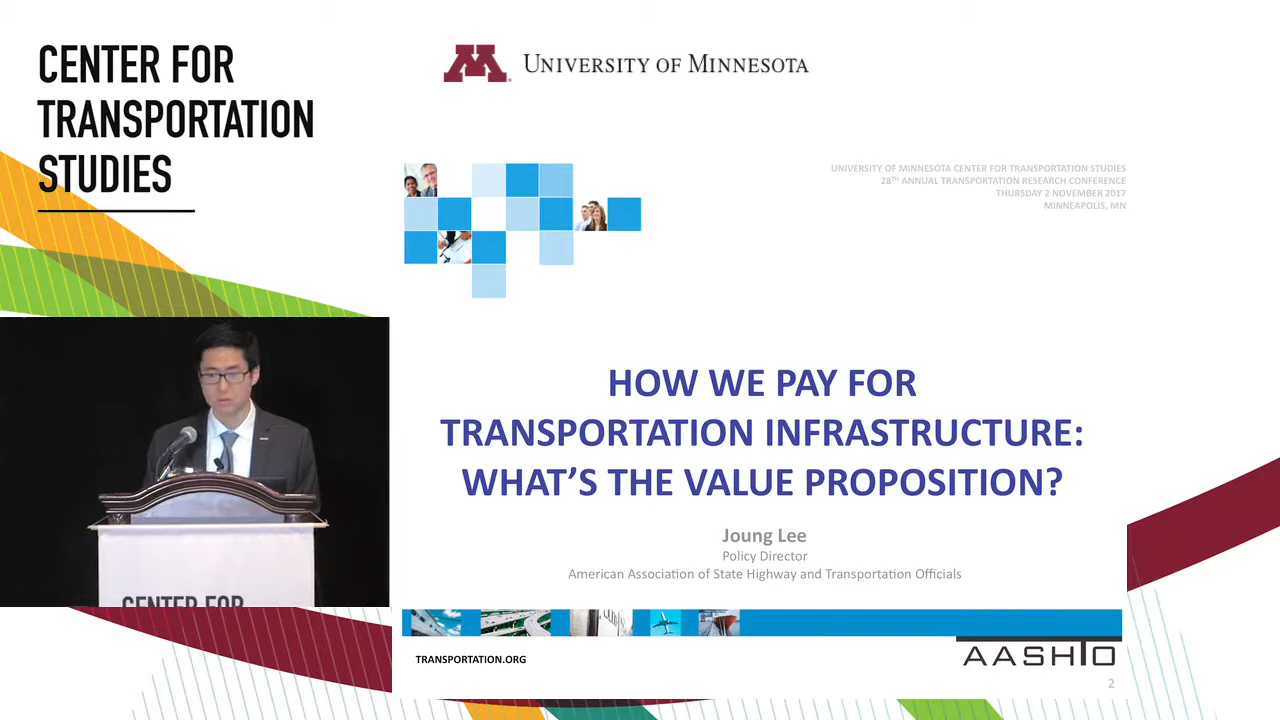 CENTER FOR
TRANSPORTATION
STUDIES
UNIVERSITY OF MINNESOTA
UNIVERSITY OF MINNESOTA CENTER FOR TRANSPORTATION STUDIES
28TH ANNUAL TRANSPORTATION RESEARCH CONFERENCE
THURSDAY 2 NOVEMBER 2017
MINNEAPOLIS, MN
HOW WE PAY FOR
TRANSPORTATION INFRASTRUCTURE:
WHAT'S THE VALUE PROPOSITION?
Joung Lee
Policy Director
American Association of State Highway and Transportation Officials
CENTER FOR
TRANSPORTATION.ORG
AASHTO
2